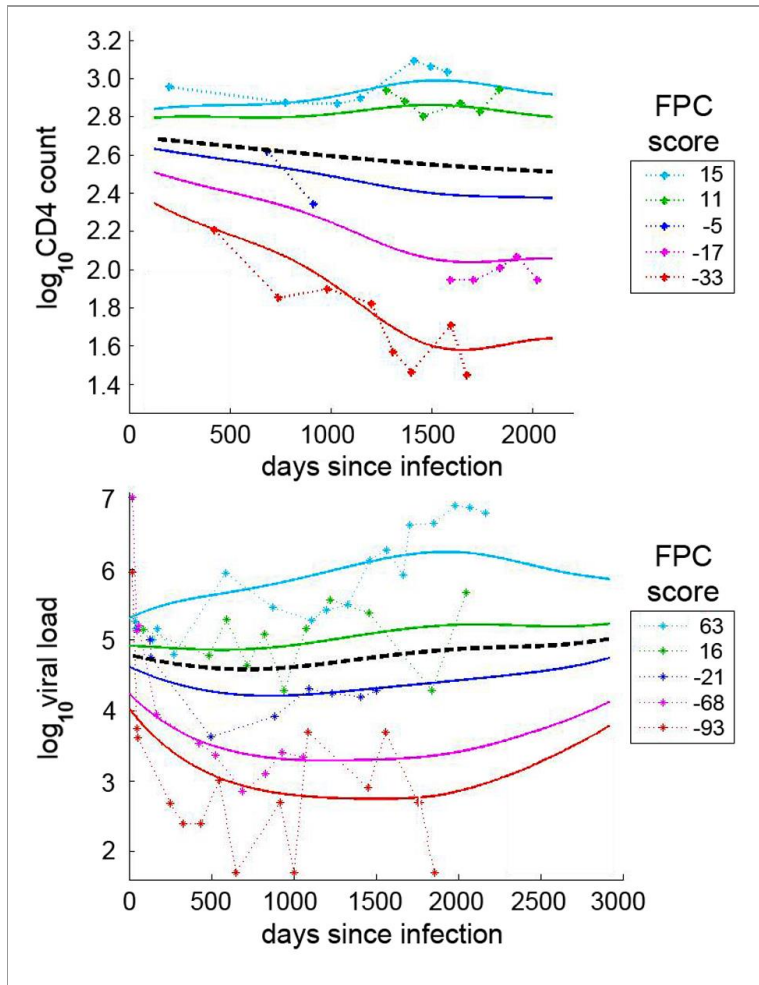 3.2
3.0
2.8
2.6
2.4
2.2
2.0
1.8
1.6
1.4
log10CD4 count
0 500 1000 1500 2000
days since infection
FPC
score
15
11
-5
-17
-33
7
6
5
4
3
2
log10viral load
0 500 1000 1500 2000 2500 3000
days since infection
FPC
score
63
16
-21
-68
-93